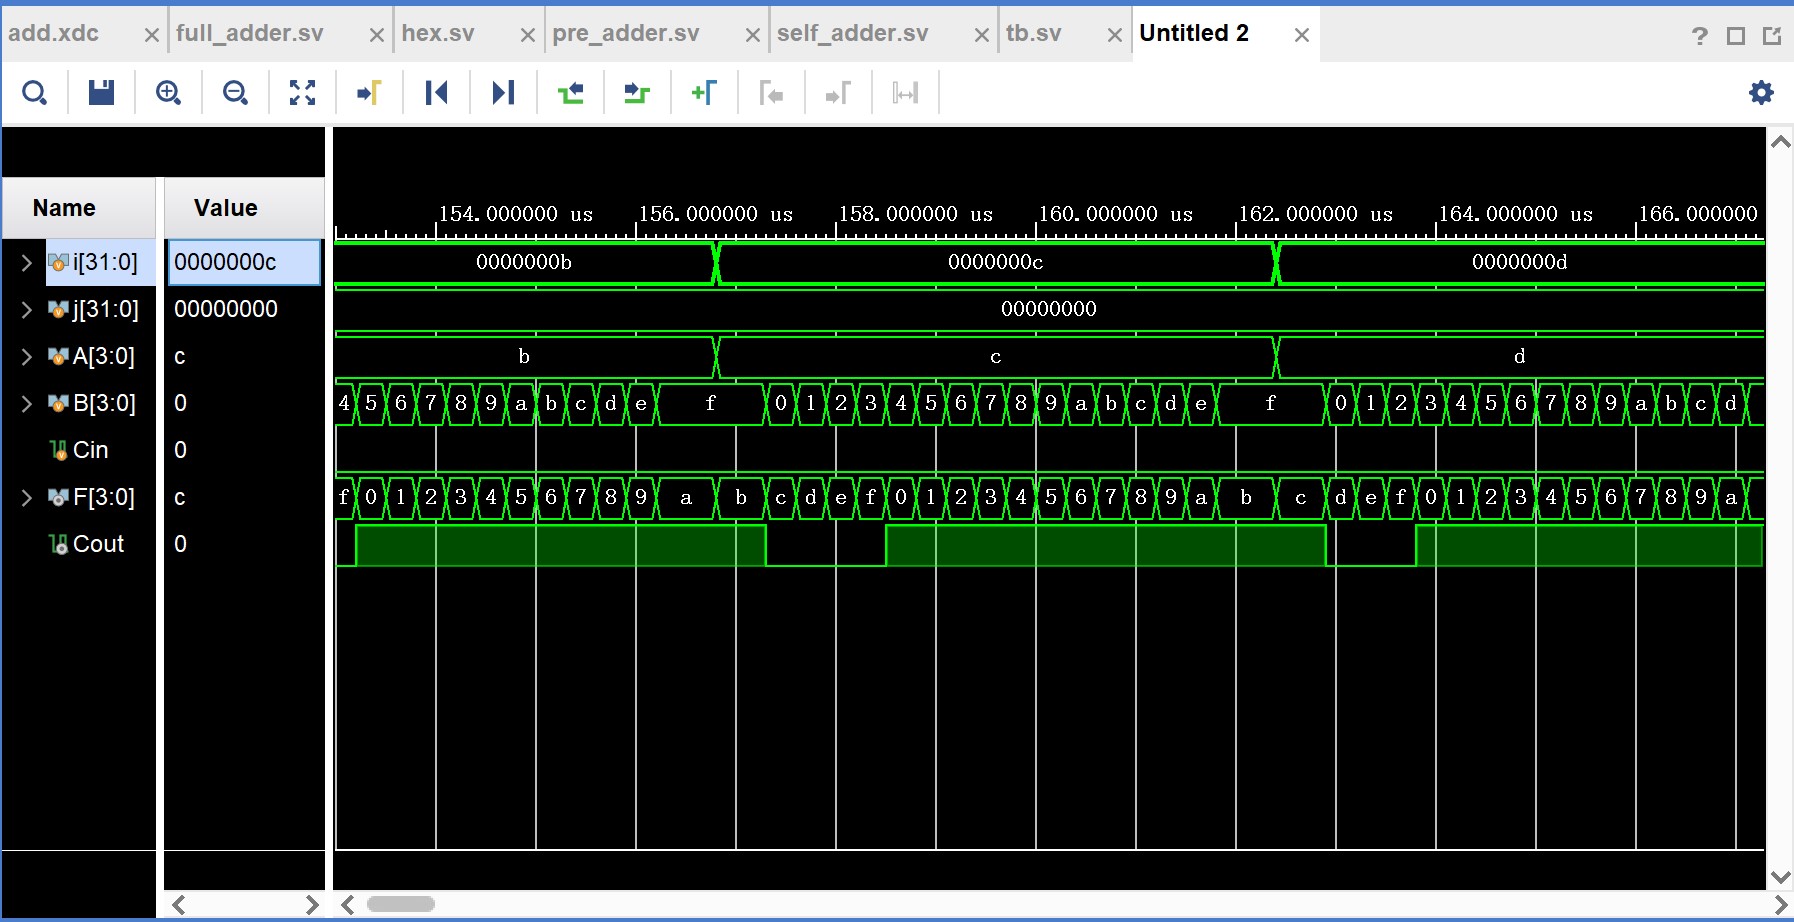 add.xdc full_adder.sv hex.sv pre_adder.sv self_adder.sv tb.sv Untitled 2 ?
Name Value
154.000000 us 156.000000 us 158.000000 us 160.000000 us 162.000000 us 164.000000 us 166.000000
i[31:0] 0000000c 0000000b 0000000c 0000000d
j[31:0] 00000000 00000000
A[3:0] c b c d
B[3:0] 0 4 5 6 7 8 9 a b c d e f 0 1 2 3 4 5 6 7 8 9 a b c d e f 0 1 2 3 4 5 6 7 8 9 a b c d
Cin 0
F[3:0] c f 0 1 2 3 4 5 6 7 8 9 a b c d e f 0 1 2 3 4 5 6 7 8 9 a b c d e f 0 1 2 3 4 5 6 7 8 9 a
Cout 0